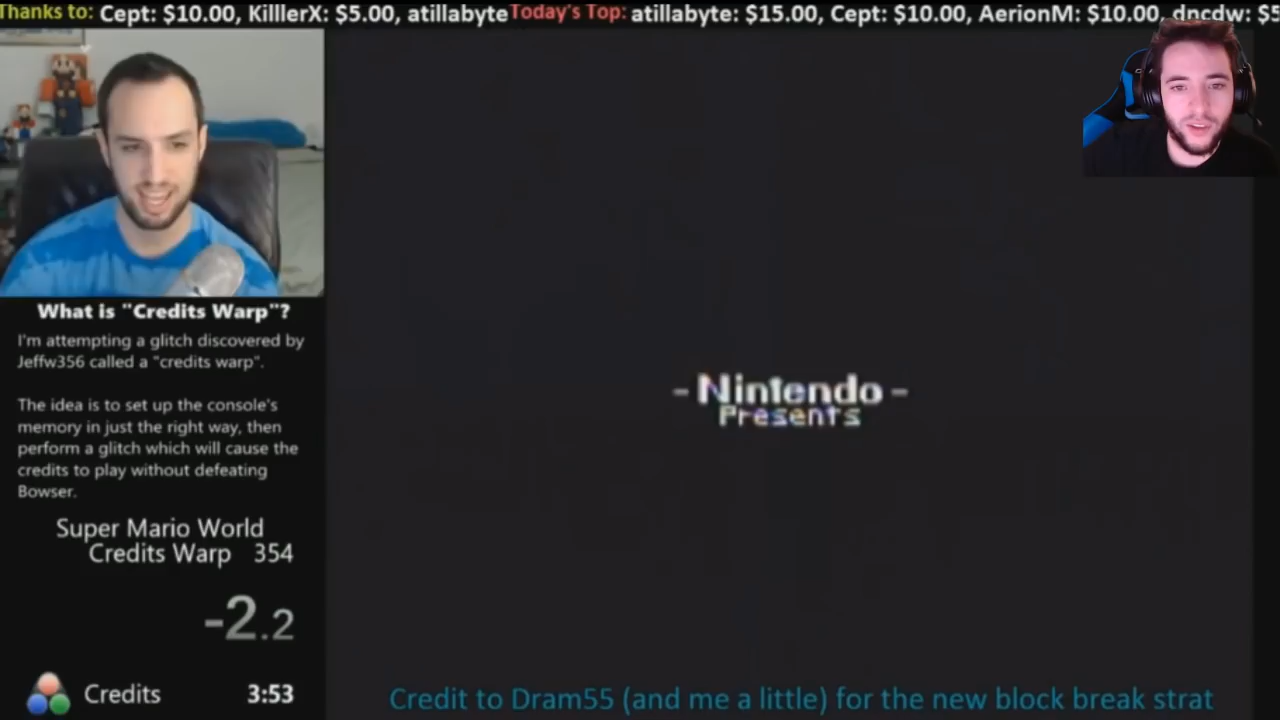 Thanks to: Cept: $10.00, KilllerX: $5.00, atillabyte Today's Top: atillabyte: $15.00, Cept: $10.00, AerionM: $10.00, dncdw: $5
What is "Credits Warp"?
I'm attempting a glitch discovered by
Jeffw356 called a "credits warp".
The idea is to set up the console's
memory in just the right way, then
perform a glitch which will cause the
credits to play without defeating
Bowser.
Super Mario World
Credits Warp 354
-2.2
Credits 3:53
- Nintendo -
Presents
Credit to Dram55 (and me a little) for the new block break strat